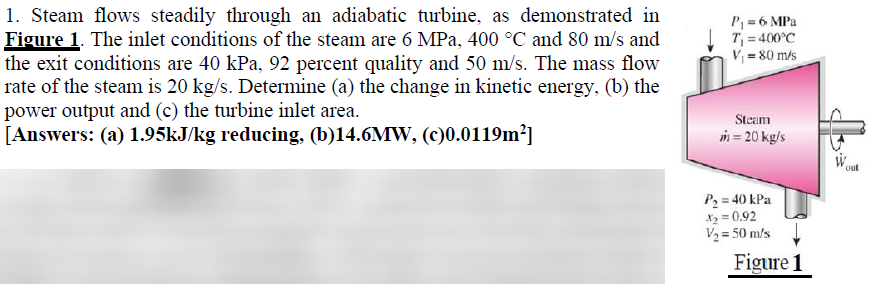 1. Steam flows steadily through an adiabatic turbine, as demonstrated in
Figure 1. The inlet conditions of the steam are 6 MPa, 400 °C and 80 m/s and
the exit conditions are 40 kPa, 92 percent quality and 50 m/s. The mass flow
rate of the steam is 20 kg/s. Determine (a) the change in kinetic energy, (b) the
power output and (c) the turbine inlet area.
[Answers: (a) 1.95kJ/kg reducing, (b)14.6MW, (c)0.0119m²]
P₁ = 6 MPa
T₁ = 400°C
V₁ = 80 m/s
Steam
ṁ = 20 kg/s
Ẇout
P₂ = 40 kPa
x₂ = 0.92
V₂ = 50 m/s
Figure 1